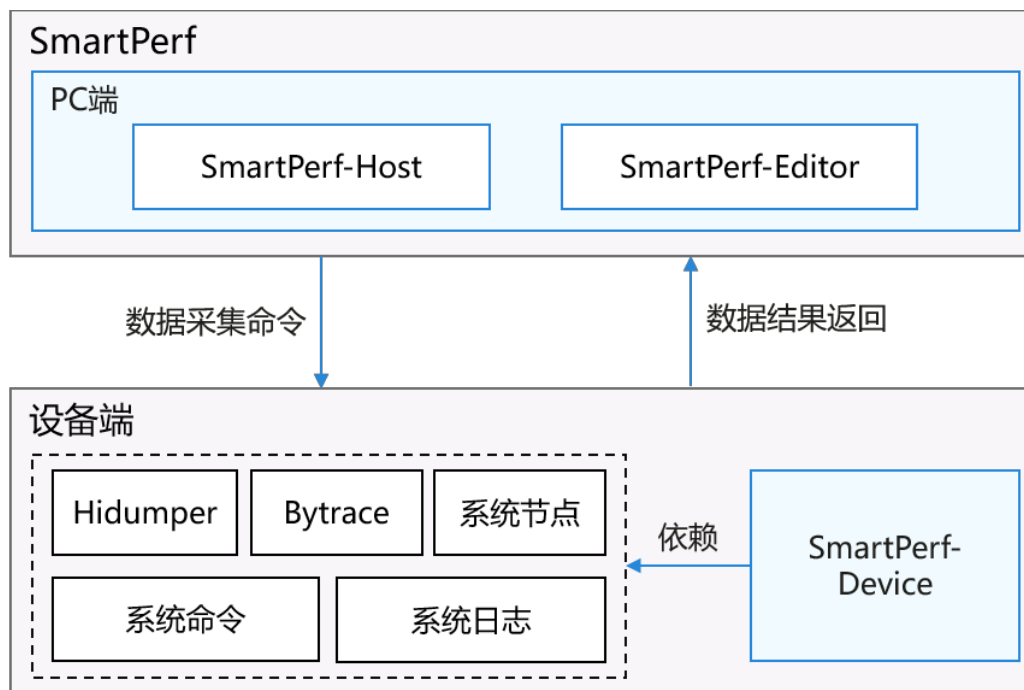 SmartPerf
PC端
SmartPerf-Host
SmartPerf-Editor
数据采集命令
数据结果返回
设备端
Hidumper
Bytrace
系统节点
系统命令
系统日志
依赖
SmartPerf-
Device